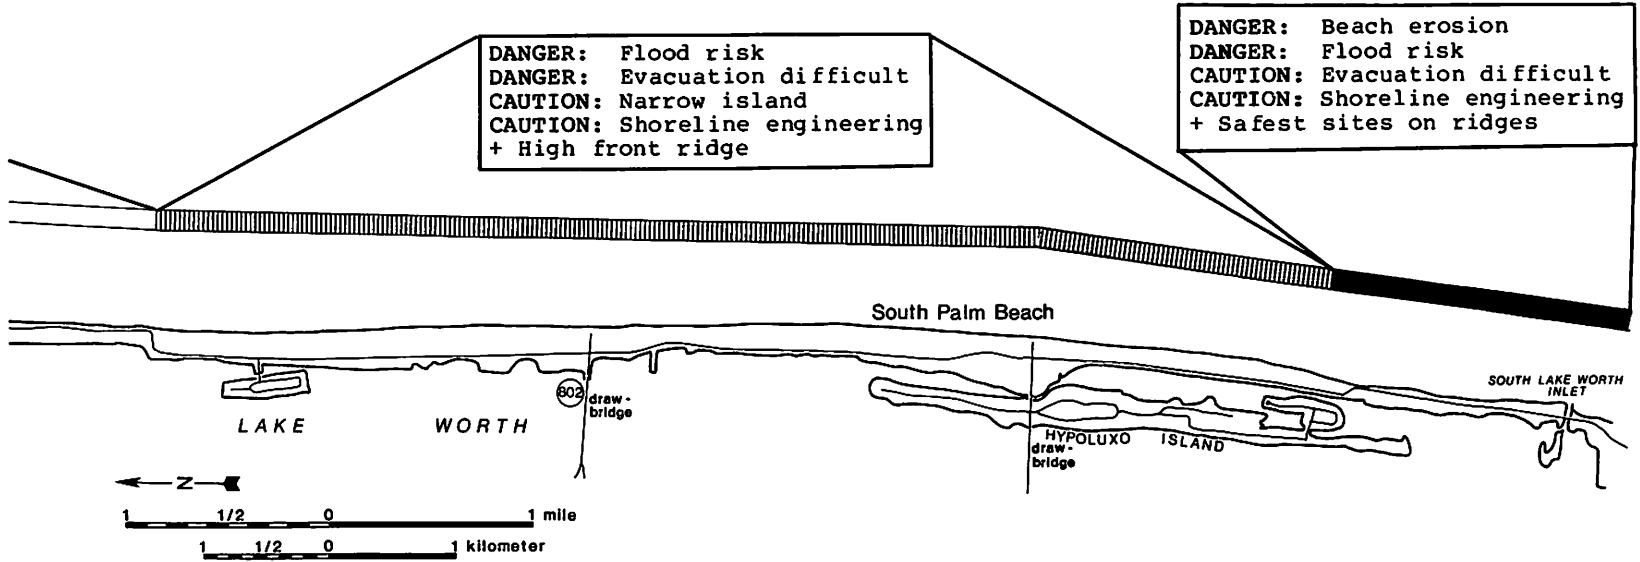 DANGER: Flood risk
DANGER: Evacuation difficult
CAUTION: Narrow island
CAUTION: Shoreline engineering
+ High front ridge
DANGER: Beach erosion
DANGER: Flood risk
CAUTION: Evacuation difficult
CAUTION: Shoreline engineering
+ Safest sites on ridges
South Palm Beach
SOUTH LAKE WORTH
INLET
802
draw-
bridge
LAKE WORTH
HYPOLUXO ISLAND
draw-
bridge
N
1 1/2 0 1 mile
1 1/2 0 1 kilometer